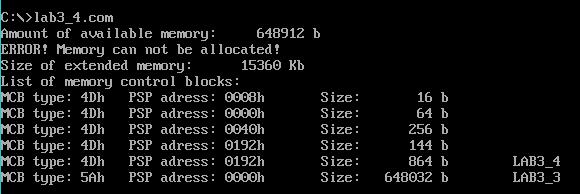 C:\>lab3_4.com
Amount of available memory: 648912 b
ERROR! Memory can not be allocated!
Size of extended memory: 15360 Kb
List of memory control blocks:
MCB type: 4Dh PSP adress: 0008h Size: 16 b
MCB type: 4Dh PSP adress: 0000h Size: 64 b
MCB type: 4Dh PSP adress: 0040h Size: 256 b
MCB type: 4Dh PSP adress: 0192h Size: 144 b
MCB type: 4Dh PSP adress: 0192h Size: 864 b LAB3_4
MCB type: 5Ah PSP adress: 0000h Size: 648032 b LAB3_3